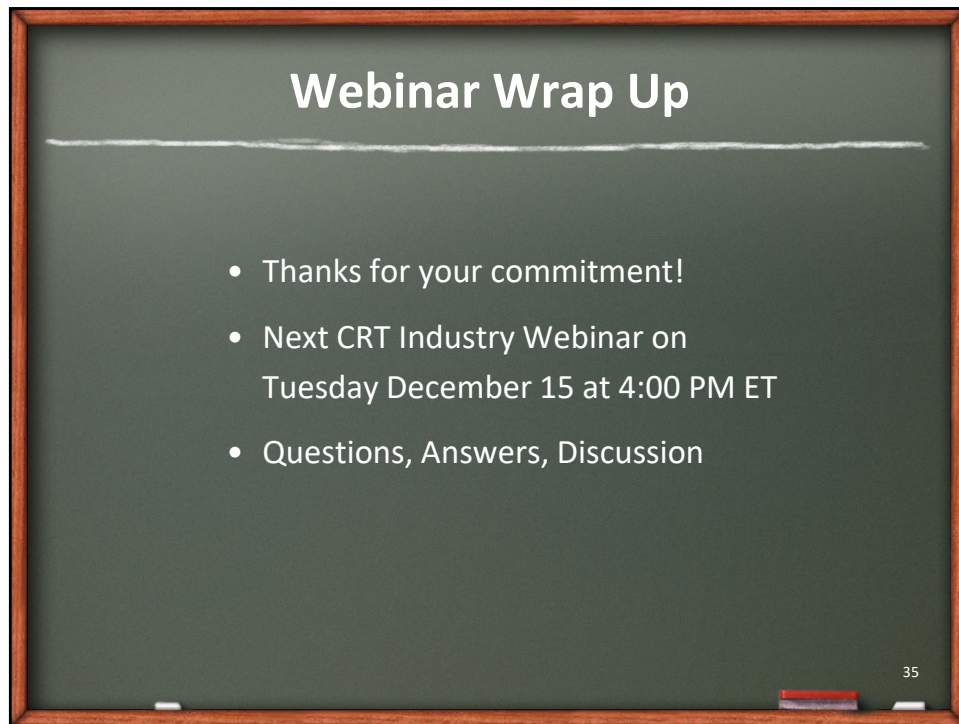 Webinar Wrap Up
• Thanks for your commitment!
• Next CRT Industry Webinar on
Tuesday December 15 at 4:00 PM ET
• Questions, Answers, Discussion
35